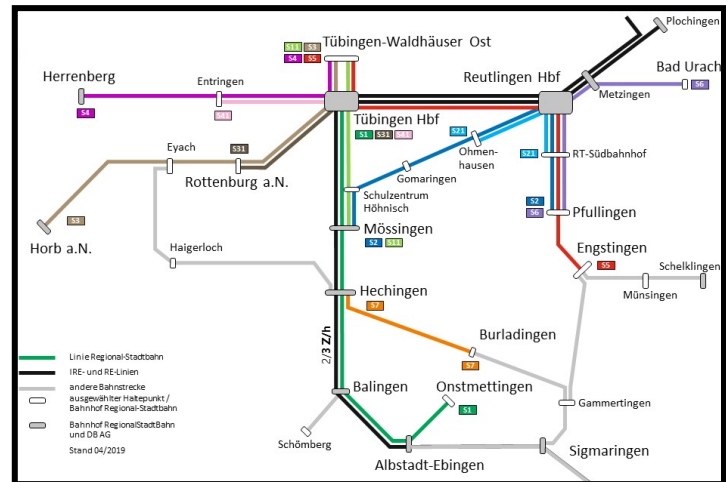 S11 S3
S4 S5
Tübingen-Waldhäuser Ost
Plochingen
Herrenberg
Reutlingen Hbf
Bad Urach
Entringen
S4
S41
Metzingen
S6
Tübingen Hbf
S1 S31 S41
S21
Ohmen-
hausen
S21
RT-Südbahnhof
Eyach
S31
Rottenburg a.N.
Gomaringen
Schulzentrum
Höhnisch
S2
S6
Pfullingen
S3
Horb a.N.
Mössingen
S2 S11
Engstingen
S5
Schelklingen
Haigerloch
Münsingen
Hechingen
S7
Burladingen
S7
2/3 Z/h
Linie Regional-Stadtbahn
IRE- und RE-Linien
andere Bahnstrecke
ausgewählter Haltepunkt /
Bahnhof Regional-Stadtbahn
Bahnhof RegionalStadtBahn
und DB AG
Stand 04/2019
Balingen
Onstmettingen
S1
Gammertingen
Schömberg
Albstadt-Ebingen
Sigmaringen